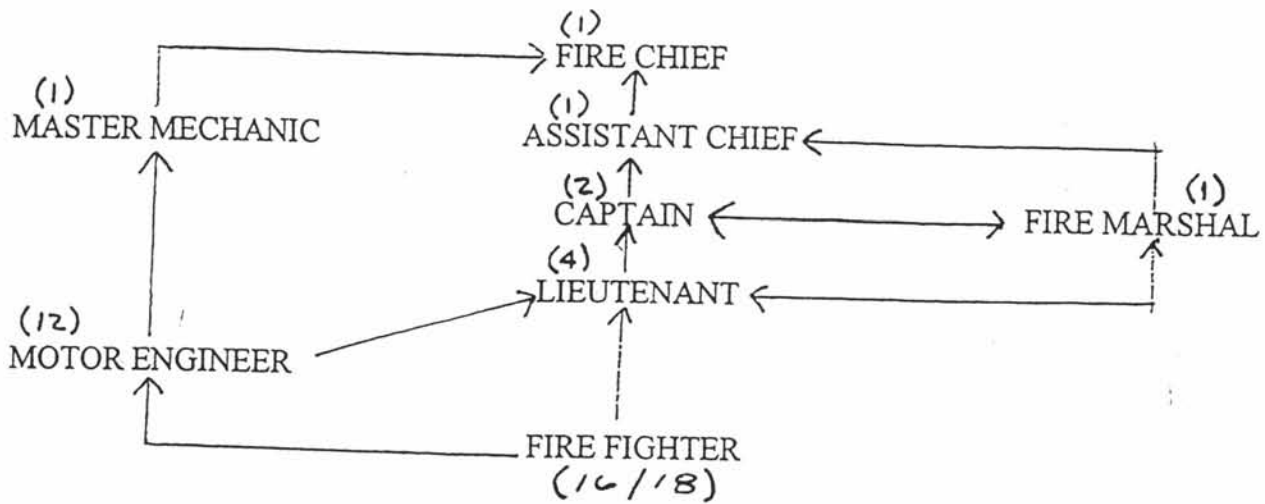 (1)
FIRE CHIEF
(1)
MASTER MECHANIC
(1)
ASSISTANT CHIEF
(2)
CAPTAIN
(1)
FIRE MARSHAL
(4)
LIEUTENANT
(12)
MOTOR ENGINEER
FIRE FIGHTER
(16/18)